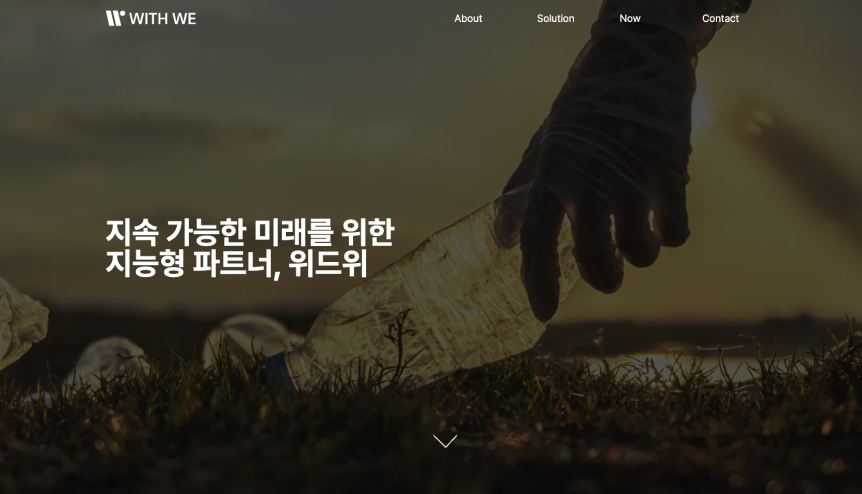 WITH WE
About
Solution
Now
Contact
지속 가능한 미래를 위한
지능형 파트너, 위드위